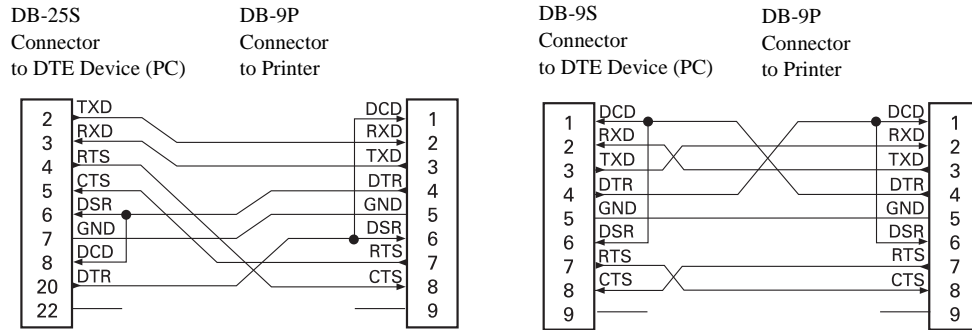 DB-25S
Connector
to DTE Device (PC)
DB-9P
Connector
to Printer
2 TXD
3 RXD
4 RTS
5 CTS
6 DSR
7 GND
8 DCD
20 DTR
22
DCD 1
RXD 2
TXD 3
DTR 4
GND 5
DSR 6
RTS 7
CTS 8
9
DB-9S
Connector
to DTE Device (PC)
DB-9P
Connector
to Printer
1 DCD
2 RXD
3 TXD
4 DTR
5 GND
6 DSR
7 RTS
8 CTS
9
DCD 1
RXD 2
TXD 3
DTR 4
GND 5
DSR 6
RTS 7
CTS 8
9